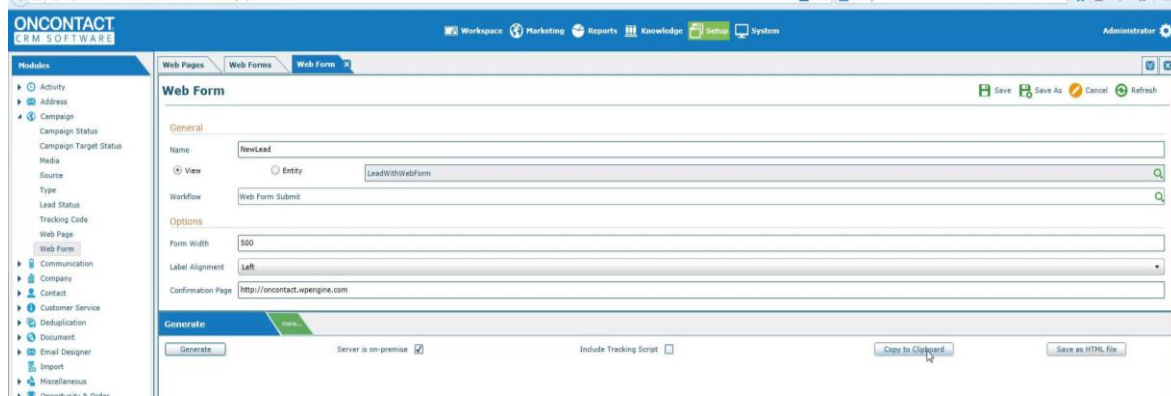 ONCONTACT
CRM SOFTWARE
Workspace Marketing Reports Knowledge Setup System
Administrator
Modules
Activity
Address
Campaign
Campaign Status
Campaign Target Status
Media
Source
Type
Lead Status
Tracking Code
Web Page
Web Form
Communication
Company
Contact
Customer Service
Deduplication
Document
Email Designer
Import
Miscellaneous
Opportunity & Order
Web Pages Web Forms Web Form
Web Form
Save Save As Cancel Refresh
General
Name NewLead
View Entity LeadWithWebForm
Workflow Web Form Submit
Options
Form Width 500
Label Alignment Left
Confirmation Page http://oncontact.wpengine.com
Generate more...
Generate Server is on-premise Include Tracking Script Copy to Clipboard Save as HTML file